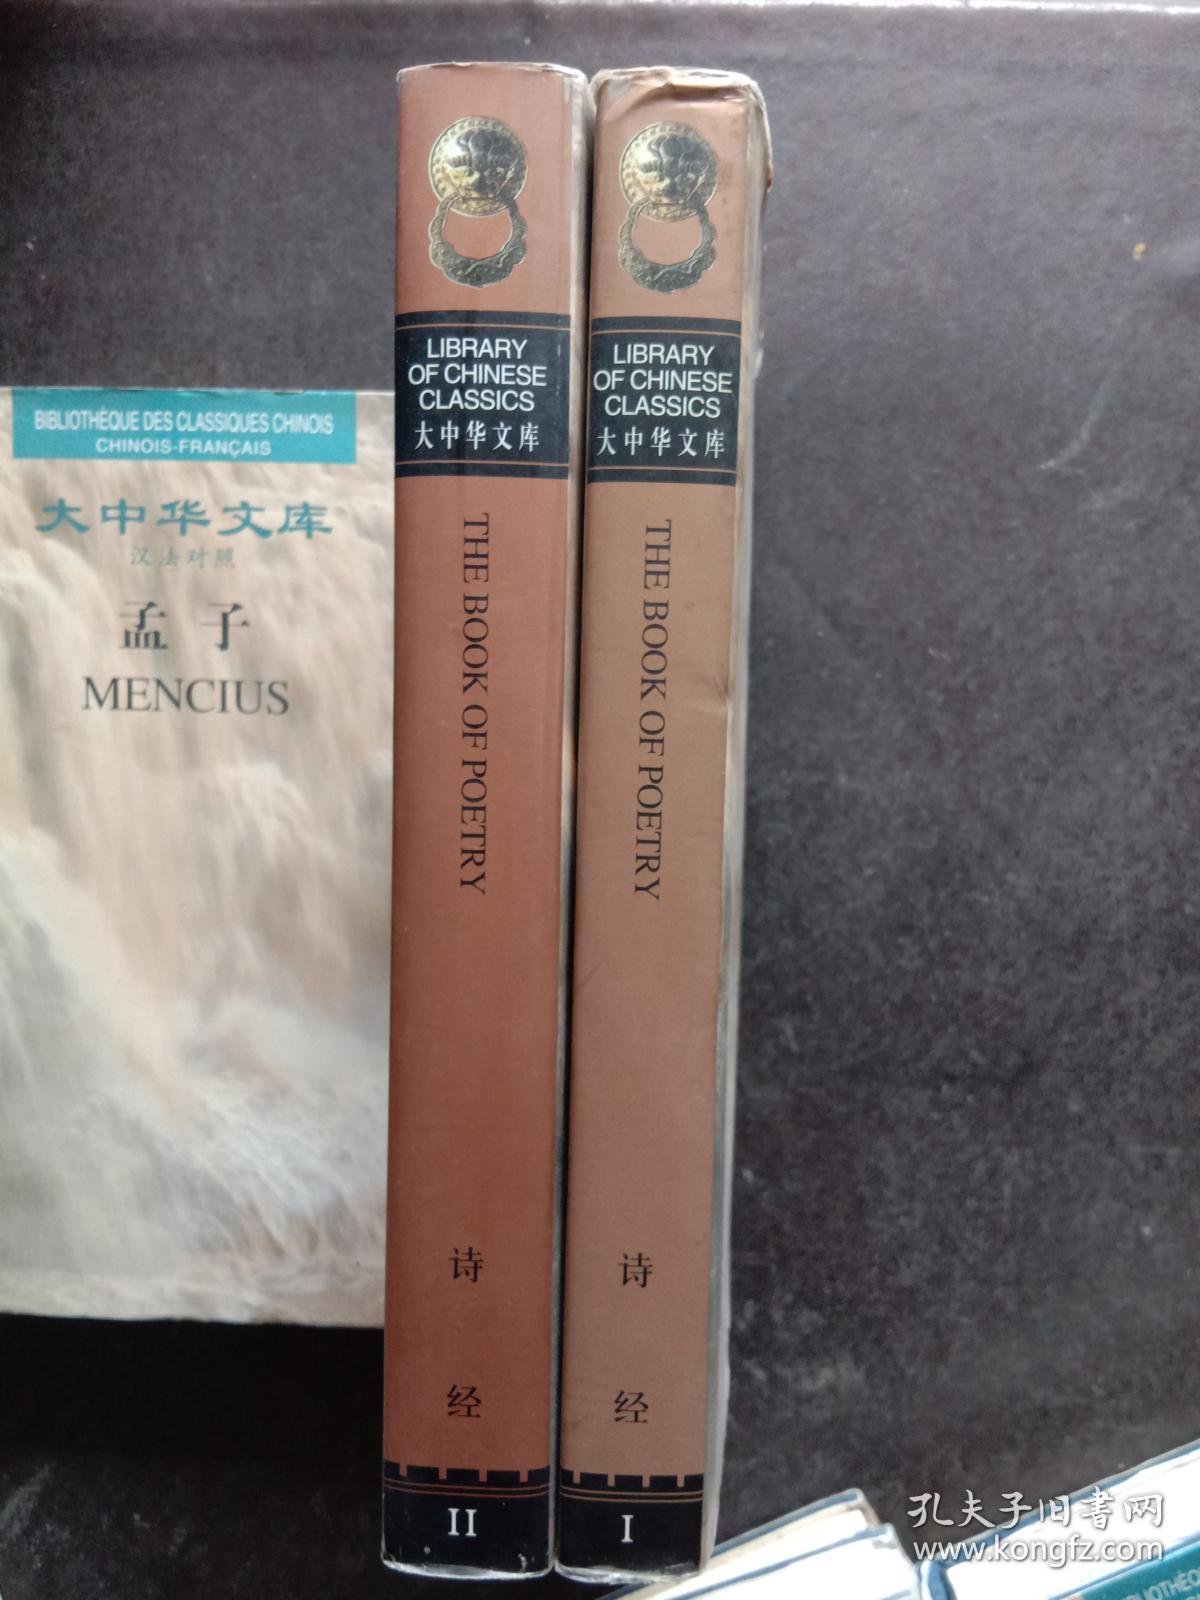 BIBLIOTHÈQUE DES CLASSIQUES CHINOIS
CHINOIS-FRANÇAIS
大中华文库
汉法对照
孟子
MENCIUS
LIBRARY
OF CHINESE
CLASSICS
大中华文库
THE BOOK OF POETRY
诗
经
II
LIBRARY
OF CHINESE
CLASSICS
大中华文库
THE BOOK OF POETRY
诗
经
I
孔夫子旧书网
www.kongfz.com